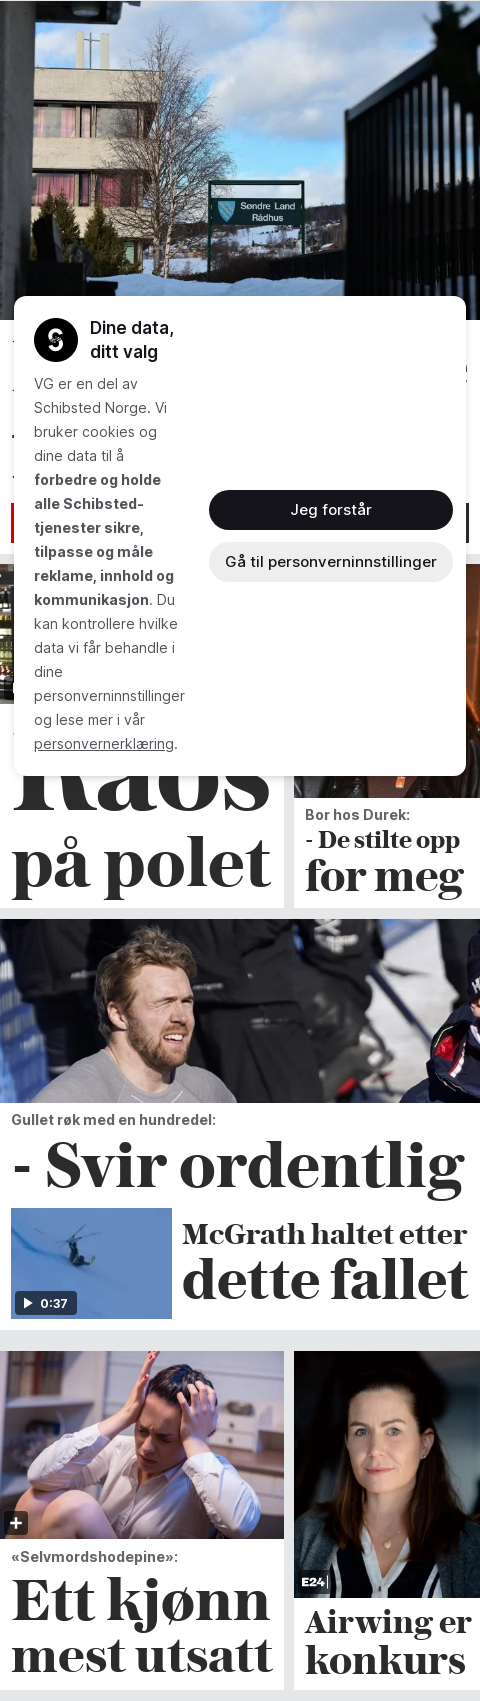 Søndre Land
Rådhus
Dine data,
ditt valg
VG er en del av
Schibsted Norge. Vi
bruker cookies og
dine data til å
forbedre og holde
alle Schibsted-
tjenester sikre,
tilpasse og måle
reklame, innhold og
kommunikasjon. Du
kan kontrollere hvilke
data vi får behandle i
dine
personverninnstillinger
og lese mer i vår
personvernerklæring.
Jeg forstår
Gå til personverninnstillinger
Kaos
på polet
Bor hos Durek:
- De stilte opp
for meg
Gullet røk med en hundredel:
- Svir ordentlig
0:37
McGrath haltet etter
dette fallet
«Selvmordshodepine»:
Ett kjønn
mest utsatt
E24
Airwing er
konkurs